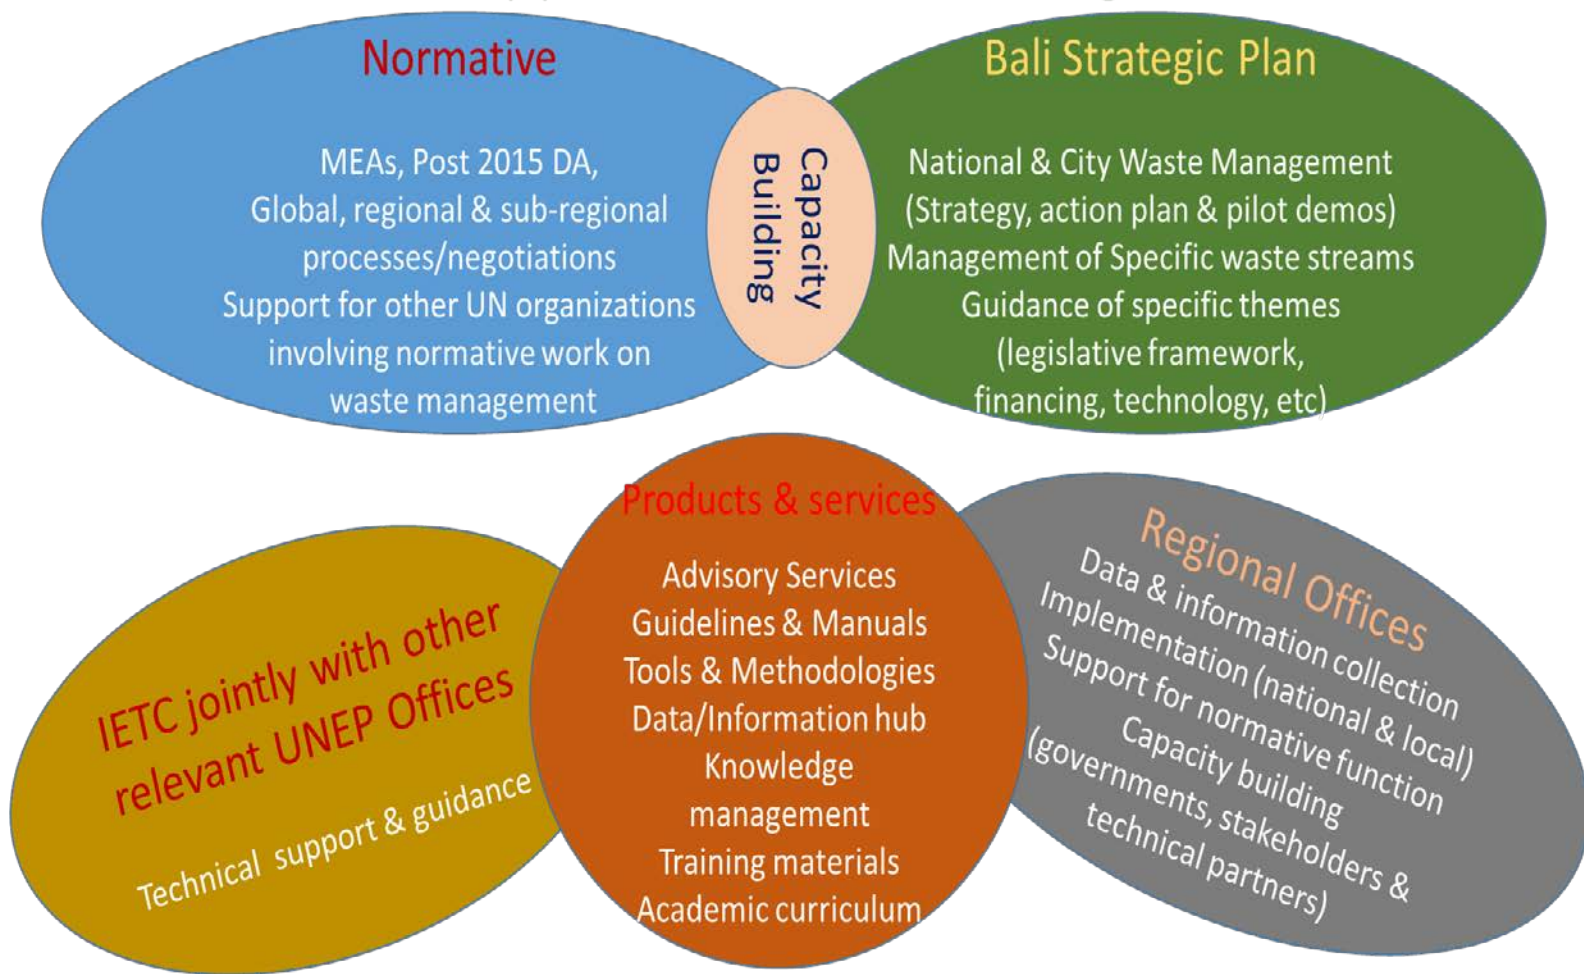 Normative
MEAs, Post 2015 DA,
Global, regional & sub-regional
processes/negotiations
Support for other UN organizations
involving normative work on
waste management
Capacity
Building
Bali Strategic Plan
National & City Waste Management
(Strategy, action plan & pilot demos)
Management of Specific waste streams
Guidance of specific themes
(legislative framework,
financing, technology, etc)
IETC jointly with other
relevant UNEP Offices
Technical support & guidance
Products & services
Advisory Services
Guidelines & Manuals
Tools & Methodologies
Data/Information hub
Knowledge
management
Training materials
Academic curriculum
Regional Offices
Data & information collection
Implementation (national & local)
Support for normative function
Capacity building
(governments, stakeholders &
technical partners)